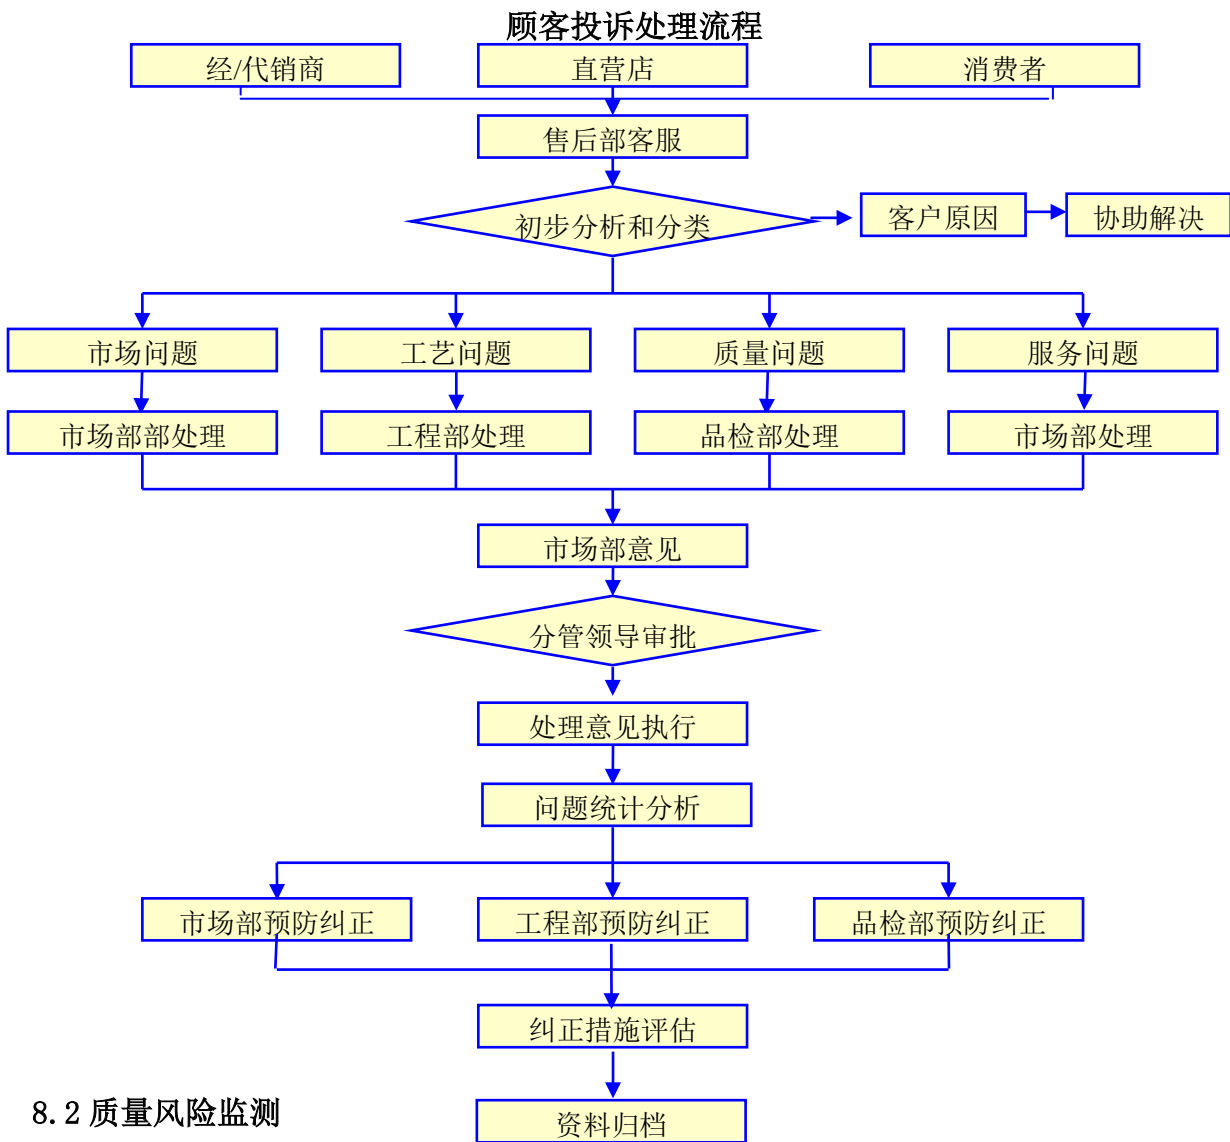 顾客投诉处理流程
经/代销商
直营店
消费者
售后部客服
初步分析和分类
客户原因
协助解决
市场问题
工艺问题
质量问题
服务问题
市场部部处理
工程部处理
品检部处理
市场部处理
市场部意见
分管领导审批
处理意见执行
问题统计分析
市场部预防纠正
工程部预防纠正
品检部预防纠正
纠正措施评估
8.2 质量风险监测
资料归档